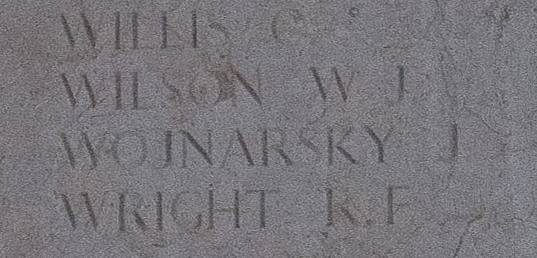 WILLIS C.
WILSON W. J.
WOJNARSKY J
WRIGHT R. F